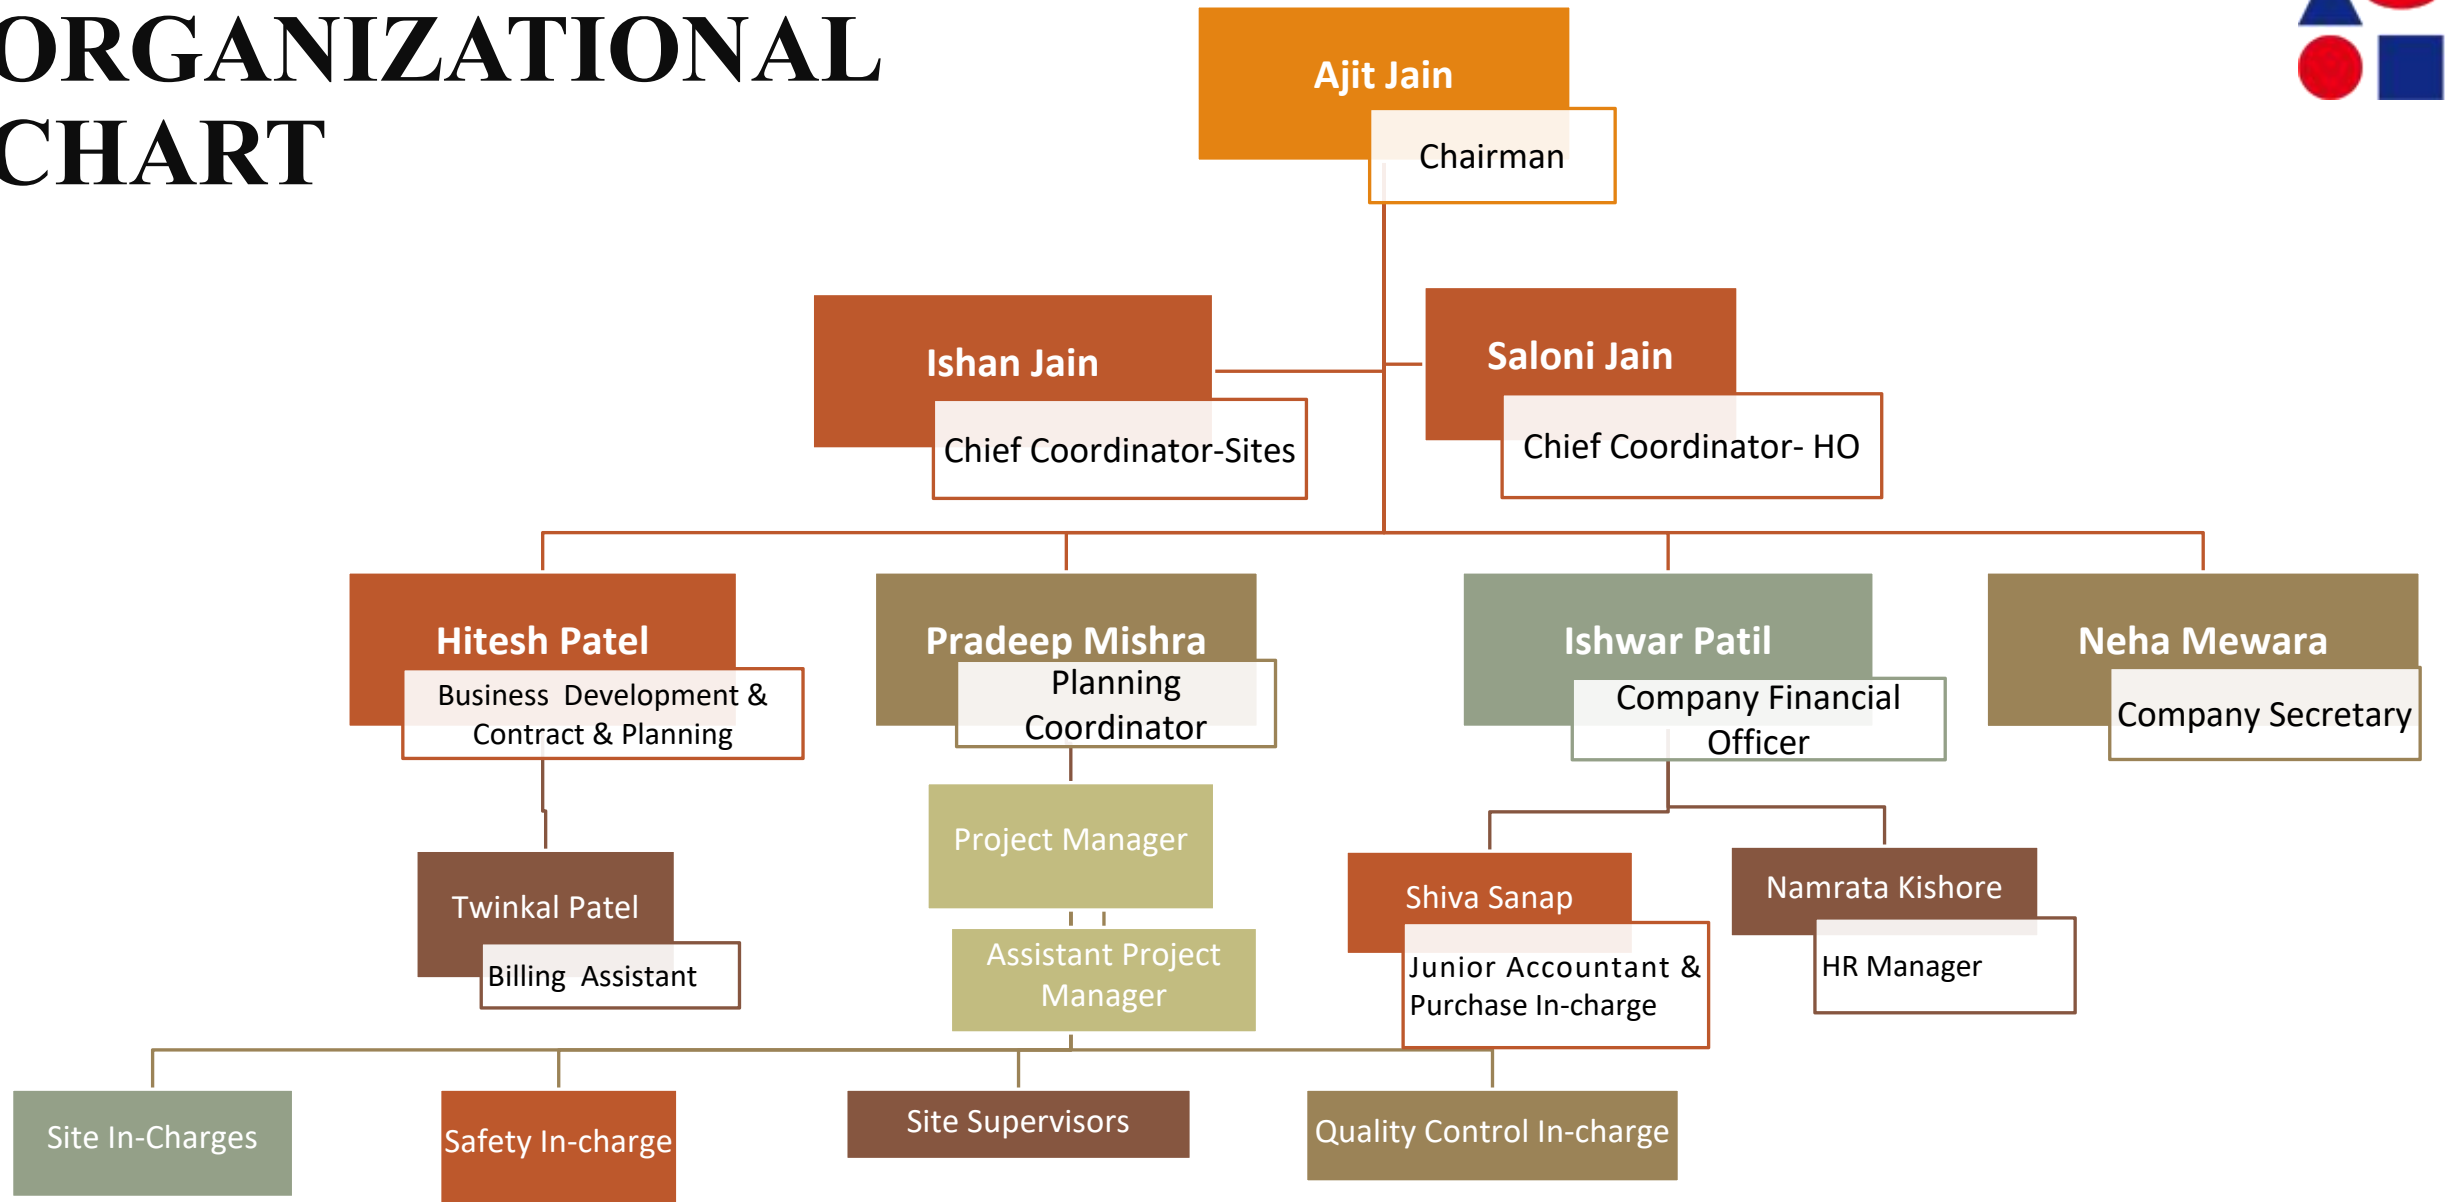 ORGANIZATIONAL
CHART
Ajit Jain
Chairman
Ishan Jain
Chief Coordinator-Sites
Saloni Jain
Chief Coordinator- HO
Hitesh Patel
Business  Development &
Contract & Planning
Pradeep Mishra
Planning
Coordinator
Ishwar Patil
Company Financial
Officer
Neha Mewara
Company Secretary
Project Manager
Twinkal Patel
Billing  Assistant
Assistant Project
Manager
Shiva Sanap
Junior Accountant &
Purchase In-charge
Namrata Kishore
HR Manager
Site In-Charges
Safety In-charge
Site Supervisors
Quality Control In-charge